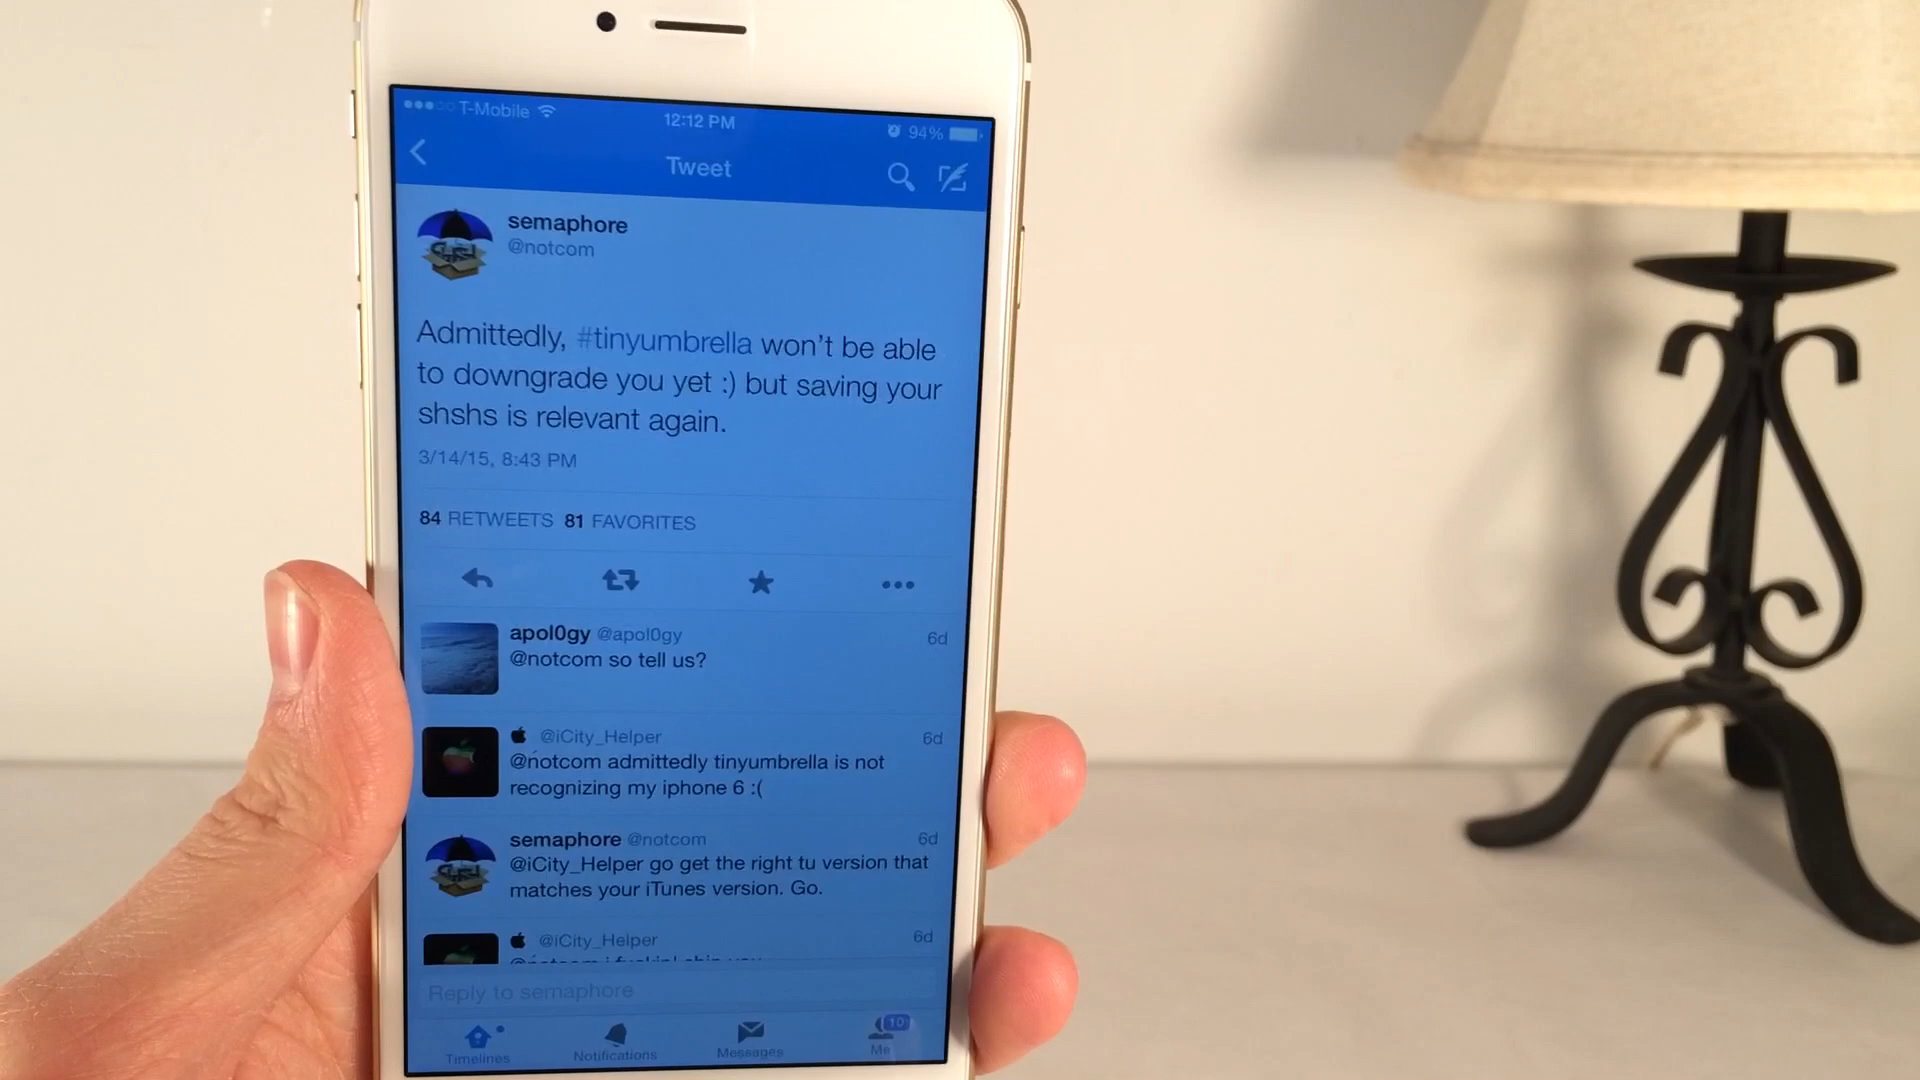 T-Mobile 12:12 PM 94%
Tweet
semaphore
@notcom
Admittedly, #tinyumbrella won't be able
to downgrade you yet :) but saving your
shshs is relevant again.
3/14/15, 8:43 PM
84 RETWEETS 81 FAVORITES
apol0gy @apol0gy 6d
@notcom so tell us?
@iCity_Helper 6d
@notcom admittedly tinyumbrella is not
recognizing my iphone 6 :(
semaphore @notcom 6d
@iCity_Helper go get the right tu version that
matches your iTunes version. Go.
@iCity_Helper 6d
@notcom i
Reply to semaphore
Timelines Notifications Messages Me 10